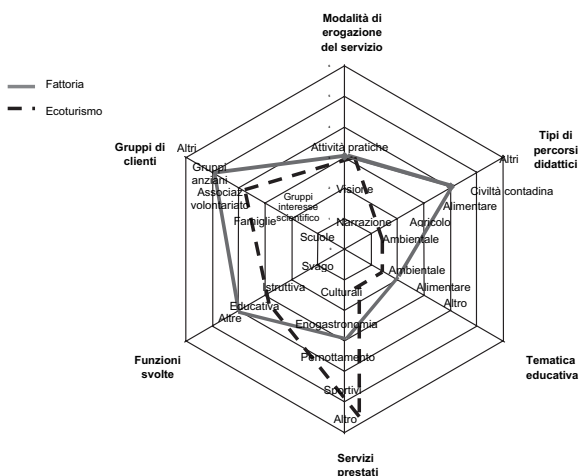 Modalità di
erogazione
del servizio
Fattoria
Ecoturismo
Gruppi di
clienti
Altri
Gruppi
anziani
Associaz.
volontariato
Famiglie
Gruppi
interesse
scientifico
Scuole
Attività pratiche
Visione
Narrazione
Tipi di
percorsi
didattici
Altri
Civiltà contadina
Alimentare
Agricolo
Ambientale
Svago
Istruttiva
Educativa
Altre
Culturali
Enogastronomia
Pernottamento
Sportivi
Altro
Ambientale
Alimentare
Altro
Funzioni
svolte
Tematica
educativa
Servizi
prestati